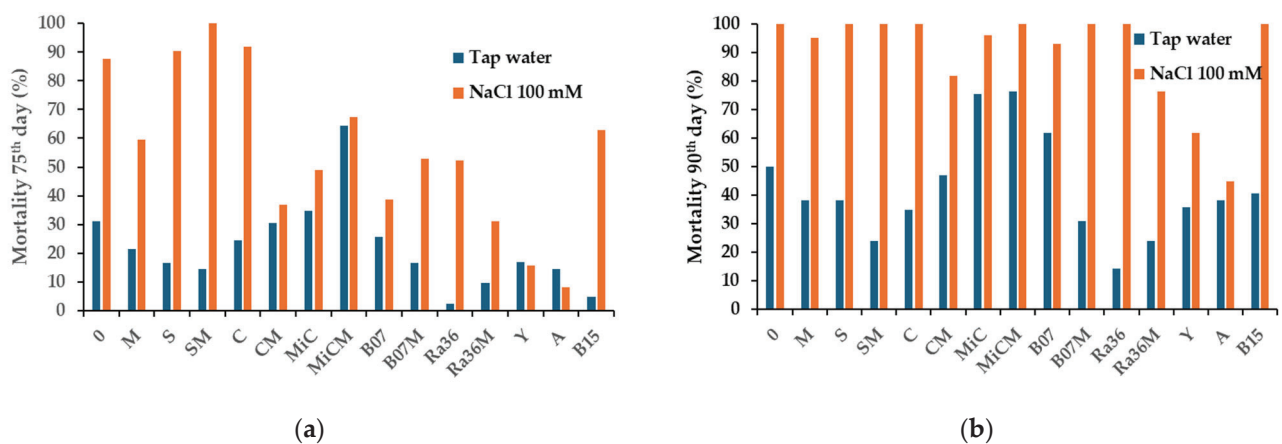 Mortality 75th day (%)
100
90
80
70
60
50
40
30
20
10
0
Tap water
NaCl 100 mM
0 M S SM C CM MiC MiCM B07 B07M Ra36 Ra36M Y A B15
(a)
Mortality 90th day (%)
100
90
80
70
60
50
40
30
20
10
0
Tap water
NaCl 100 mM
0 M S SM C CM MiC MiCM B07 B07M Ra36 Ra36M Y A B15
(b)